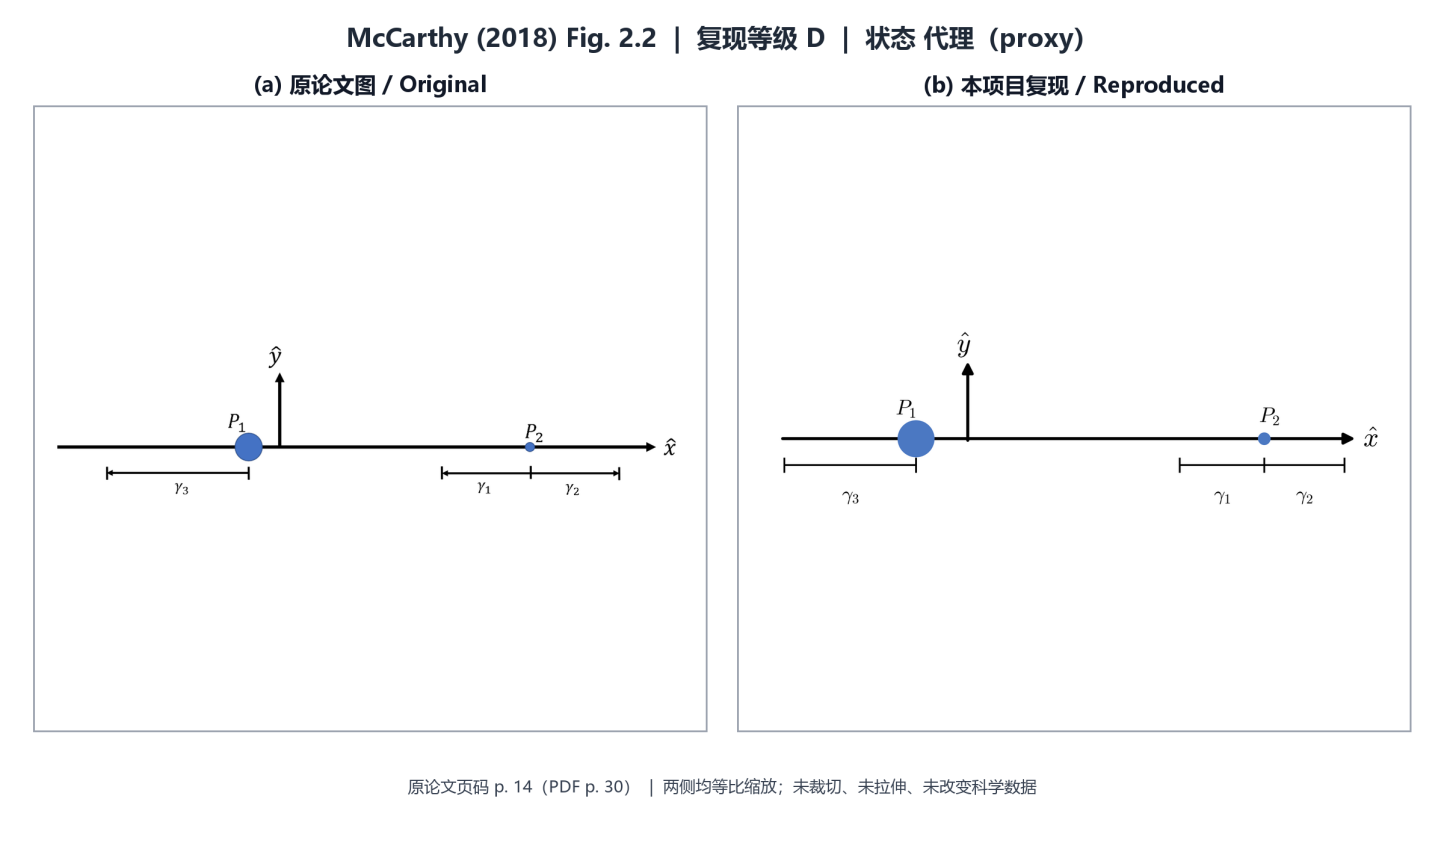 McCarthy (2018) Fig. 2.2 | 复现等级 D | 状态 代理（proxy）
(a) 原论文图 / Original
(b) 本项目复现 / Reproduced
ŷ
P₁
P₂
x̂
γ₃
γ₁
γ₂
ŷ
P₁
P₂
x̂
γ₃
γ₁
γ₂
原论文页码 p. 14（PDF p. 30） | 两侧均等比缩放；未裁切、未拉伸、未改变科学数据